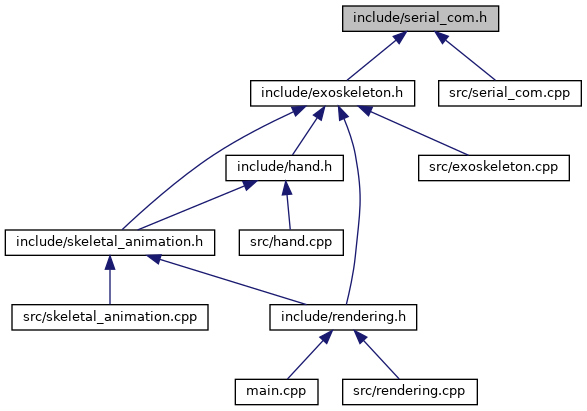 include/serial_com.h
include/exoskeleton.h
src/serial_com.cpp
include/hand.h
src/exoskeleton.cpp
include/skeletal_animation.h
src/hand.cpp
src/skeletal_animation.cpp
include/rendering.h
main.cpp
src/rendering.cpp